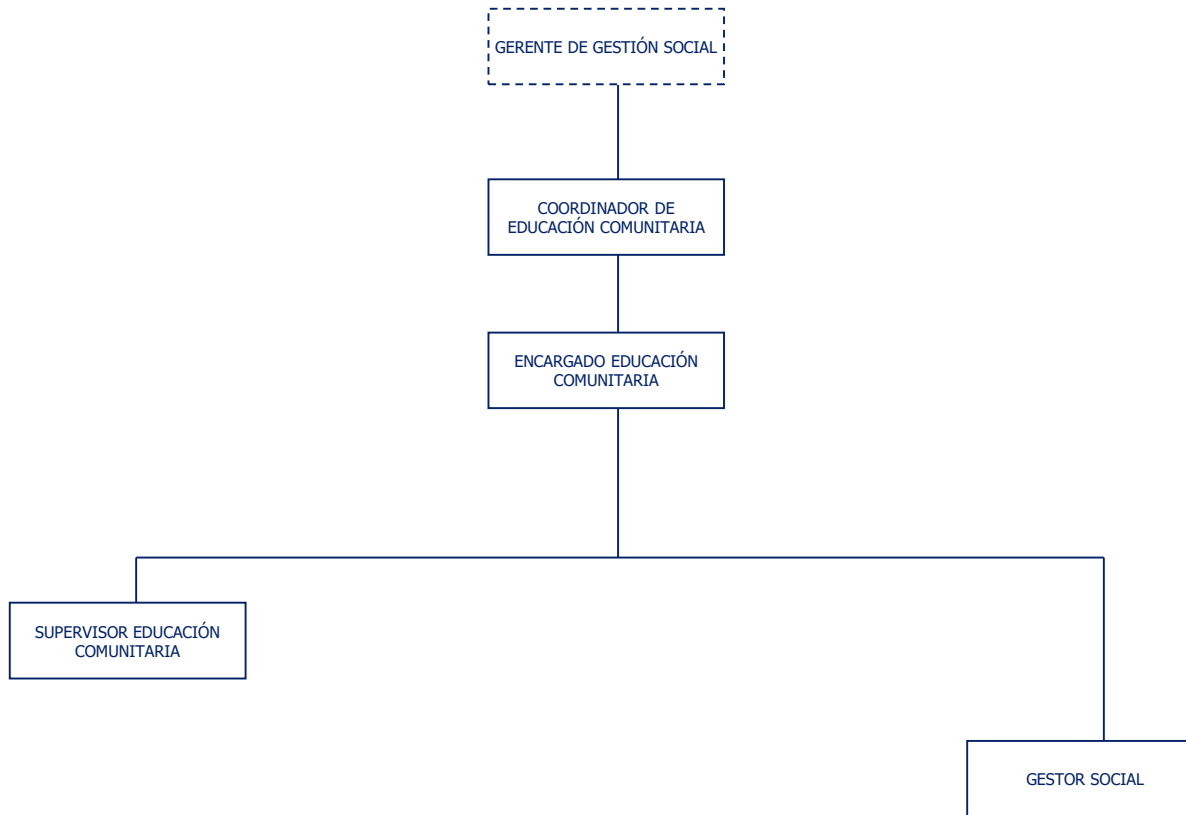 GERENTE DE GESTIÓN SOCIAL
COORDINADOR DE
EDUCACIÓN COMUNITARIA
ENCARGADO EDUCACIÓN
COMUNITARIA
SUPERVISOR EDUCACIÓN
COMUNITARIA
GESTOR SOCIAL